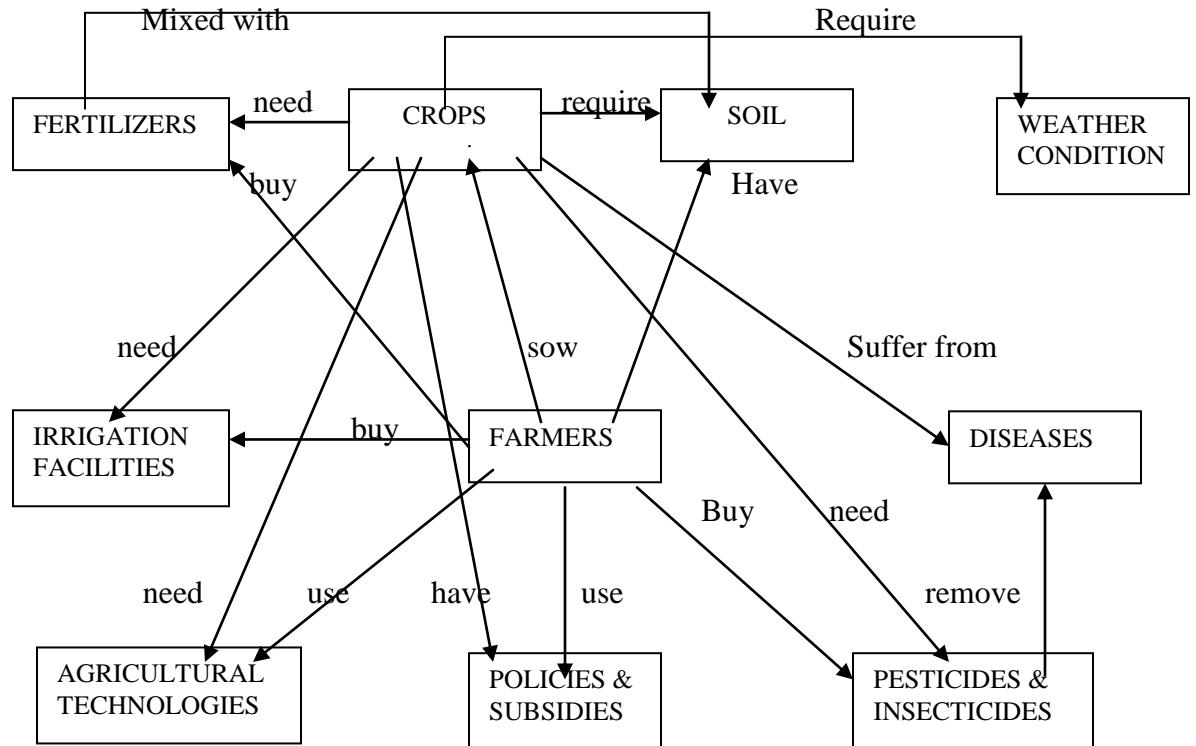 Mixed with
Require
need
require
FERTILIZERS
CROPS
SOIL
WEATHER
CONDITION
buy
Have
need
sow
Suffer from
IRRIGATION
FACILITIES
buy
FARMERS
DISEASES
Buy
need
need
use
have
use
remove
AGRICULTURAL
TECHNOLOGIES
POLICIES &
SUBSIDIES
PESTICIDES &
INSECTICIDES